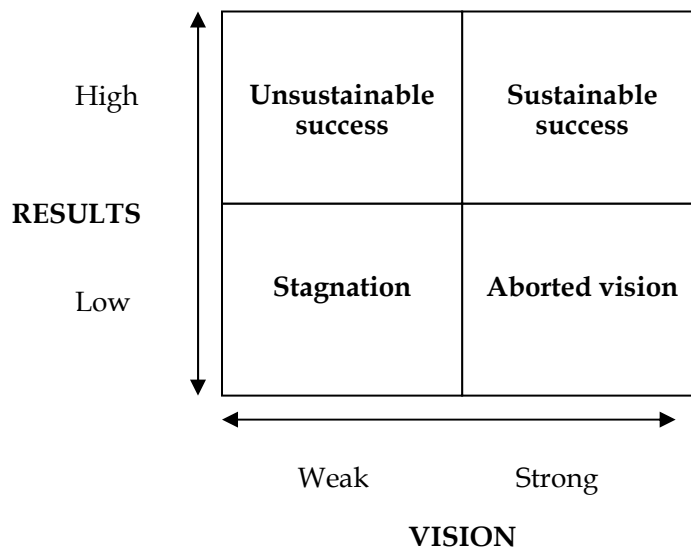 High
Unsustainable
success
Sustainable
success
RESULTS
Low
Stagnation
Aborted vision
Weak
Strong
VISION